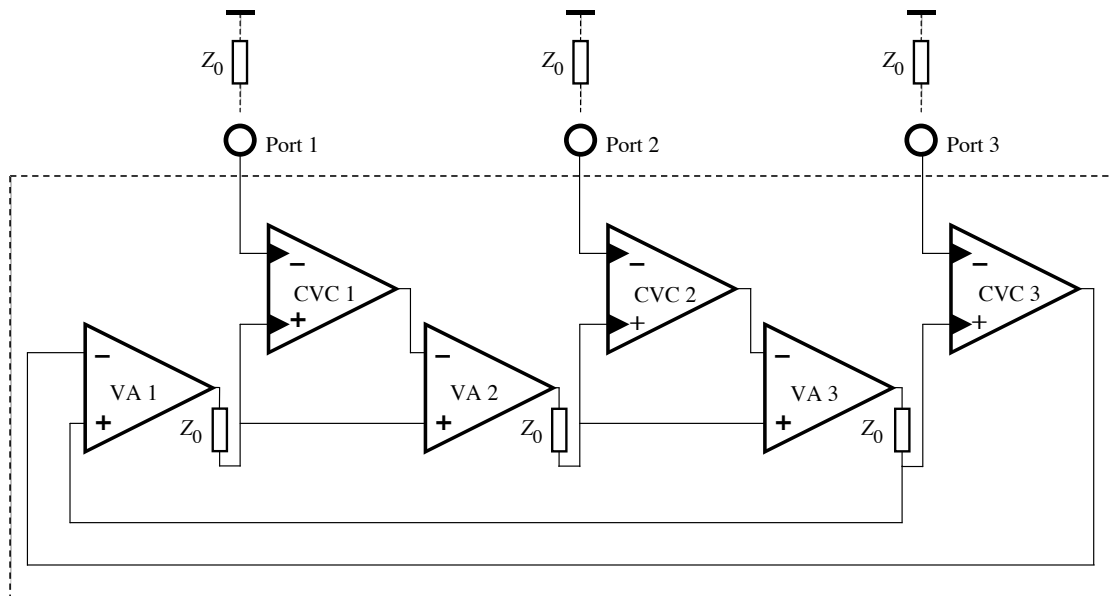 Z0 Z0 Z0
Port 1 Port 2 Port 3
− − −
CVC 1 CVC 2 CVC 3
+ + +
− − −
VA 1 VA 2 VA 3
+ + +
Z0 Z0 Z0